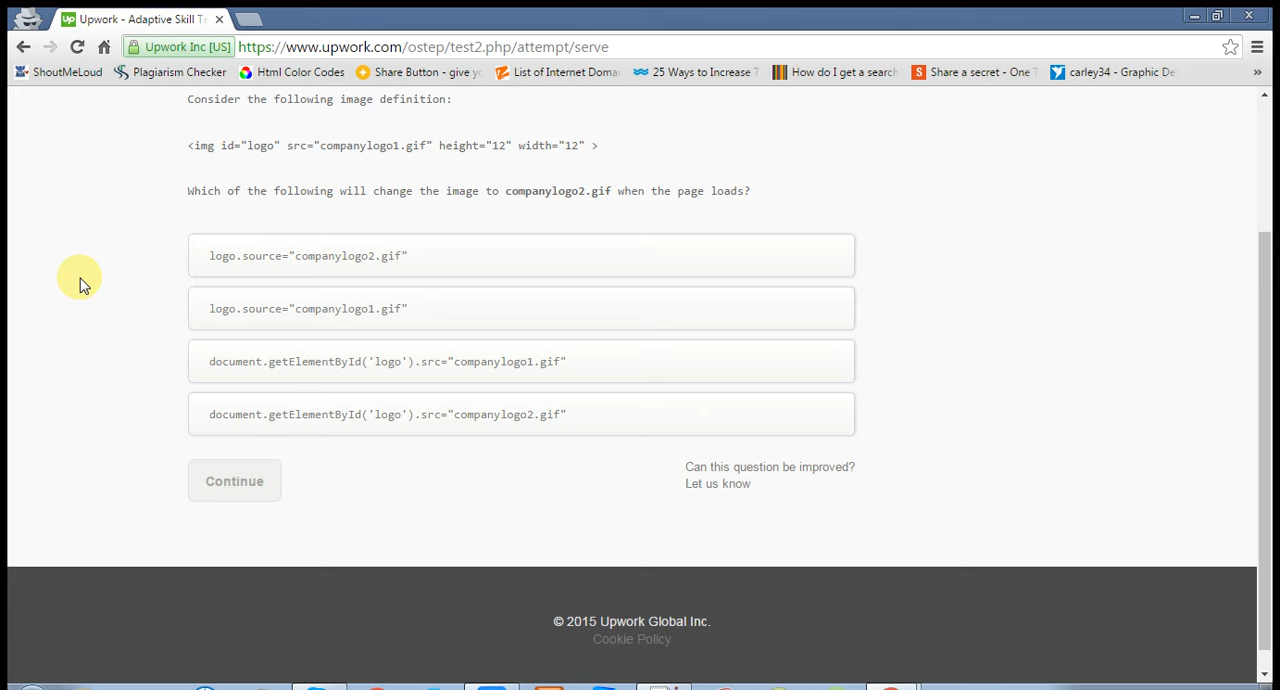 Upwork - Adaptive Skill Te
Upwork Inc [US] https://www.upwork.com/ostep/test2.php/attempt/serve
ShoutMeLoud Plagiarism Checker Html Color Codes Share Button - give yo List of Internet Domai 25 Ways to Increase T How do I get a search Share a secret - One T carley34 - Graphic De
Consider the following image definition:
<img id="logo" src="companylogo1.gif" height="12" width="12" >
Which of the following will change the image to companylogo2.gif when the page loads?
logo.source="companylogo2.gif"
logo.source="companylogo1.gif"
document.getElementById('logo').src="companylogo1.gif"
document.getElementById('logo').src="companylogo2.gif"
Continue
Can this question be improved?
Let us know
© 2015 Upwork Global Inc.
Cookie Policy